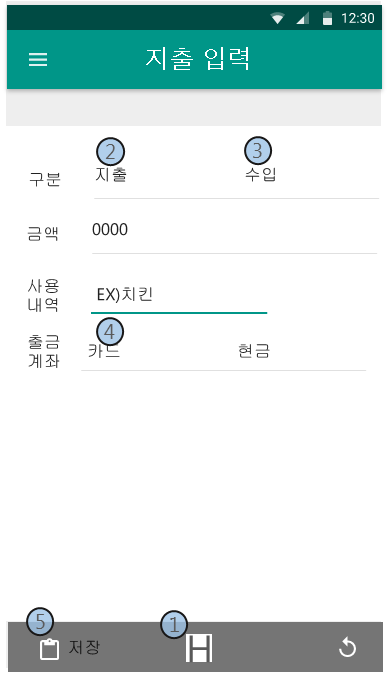 12:30
지출 입력
2 3
구분 지출 수입
금액 0000
사용
내역
EX)치킨
4
출금
계좌
카드 현금
5 1
저장